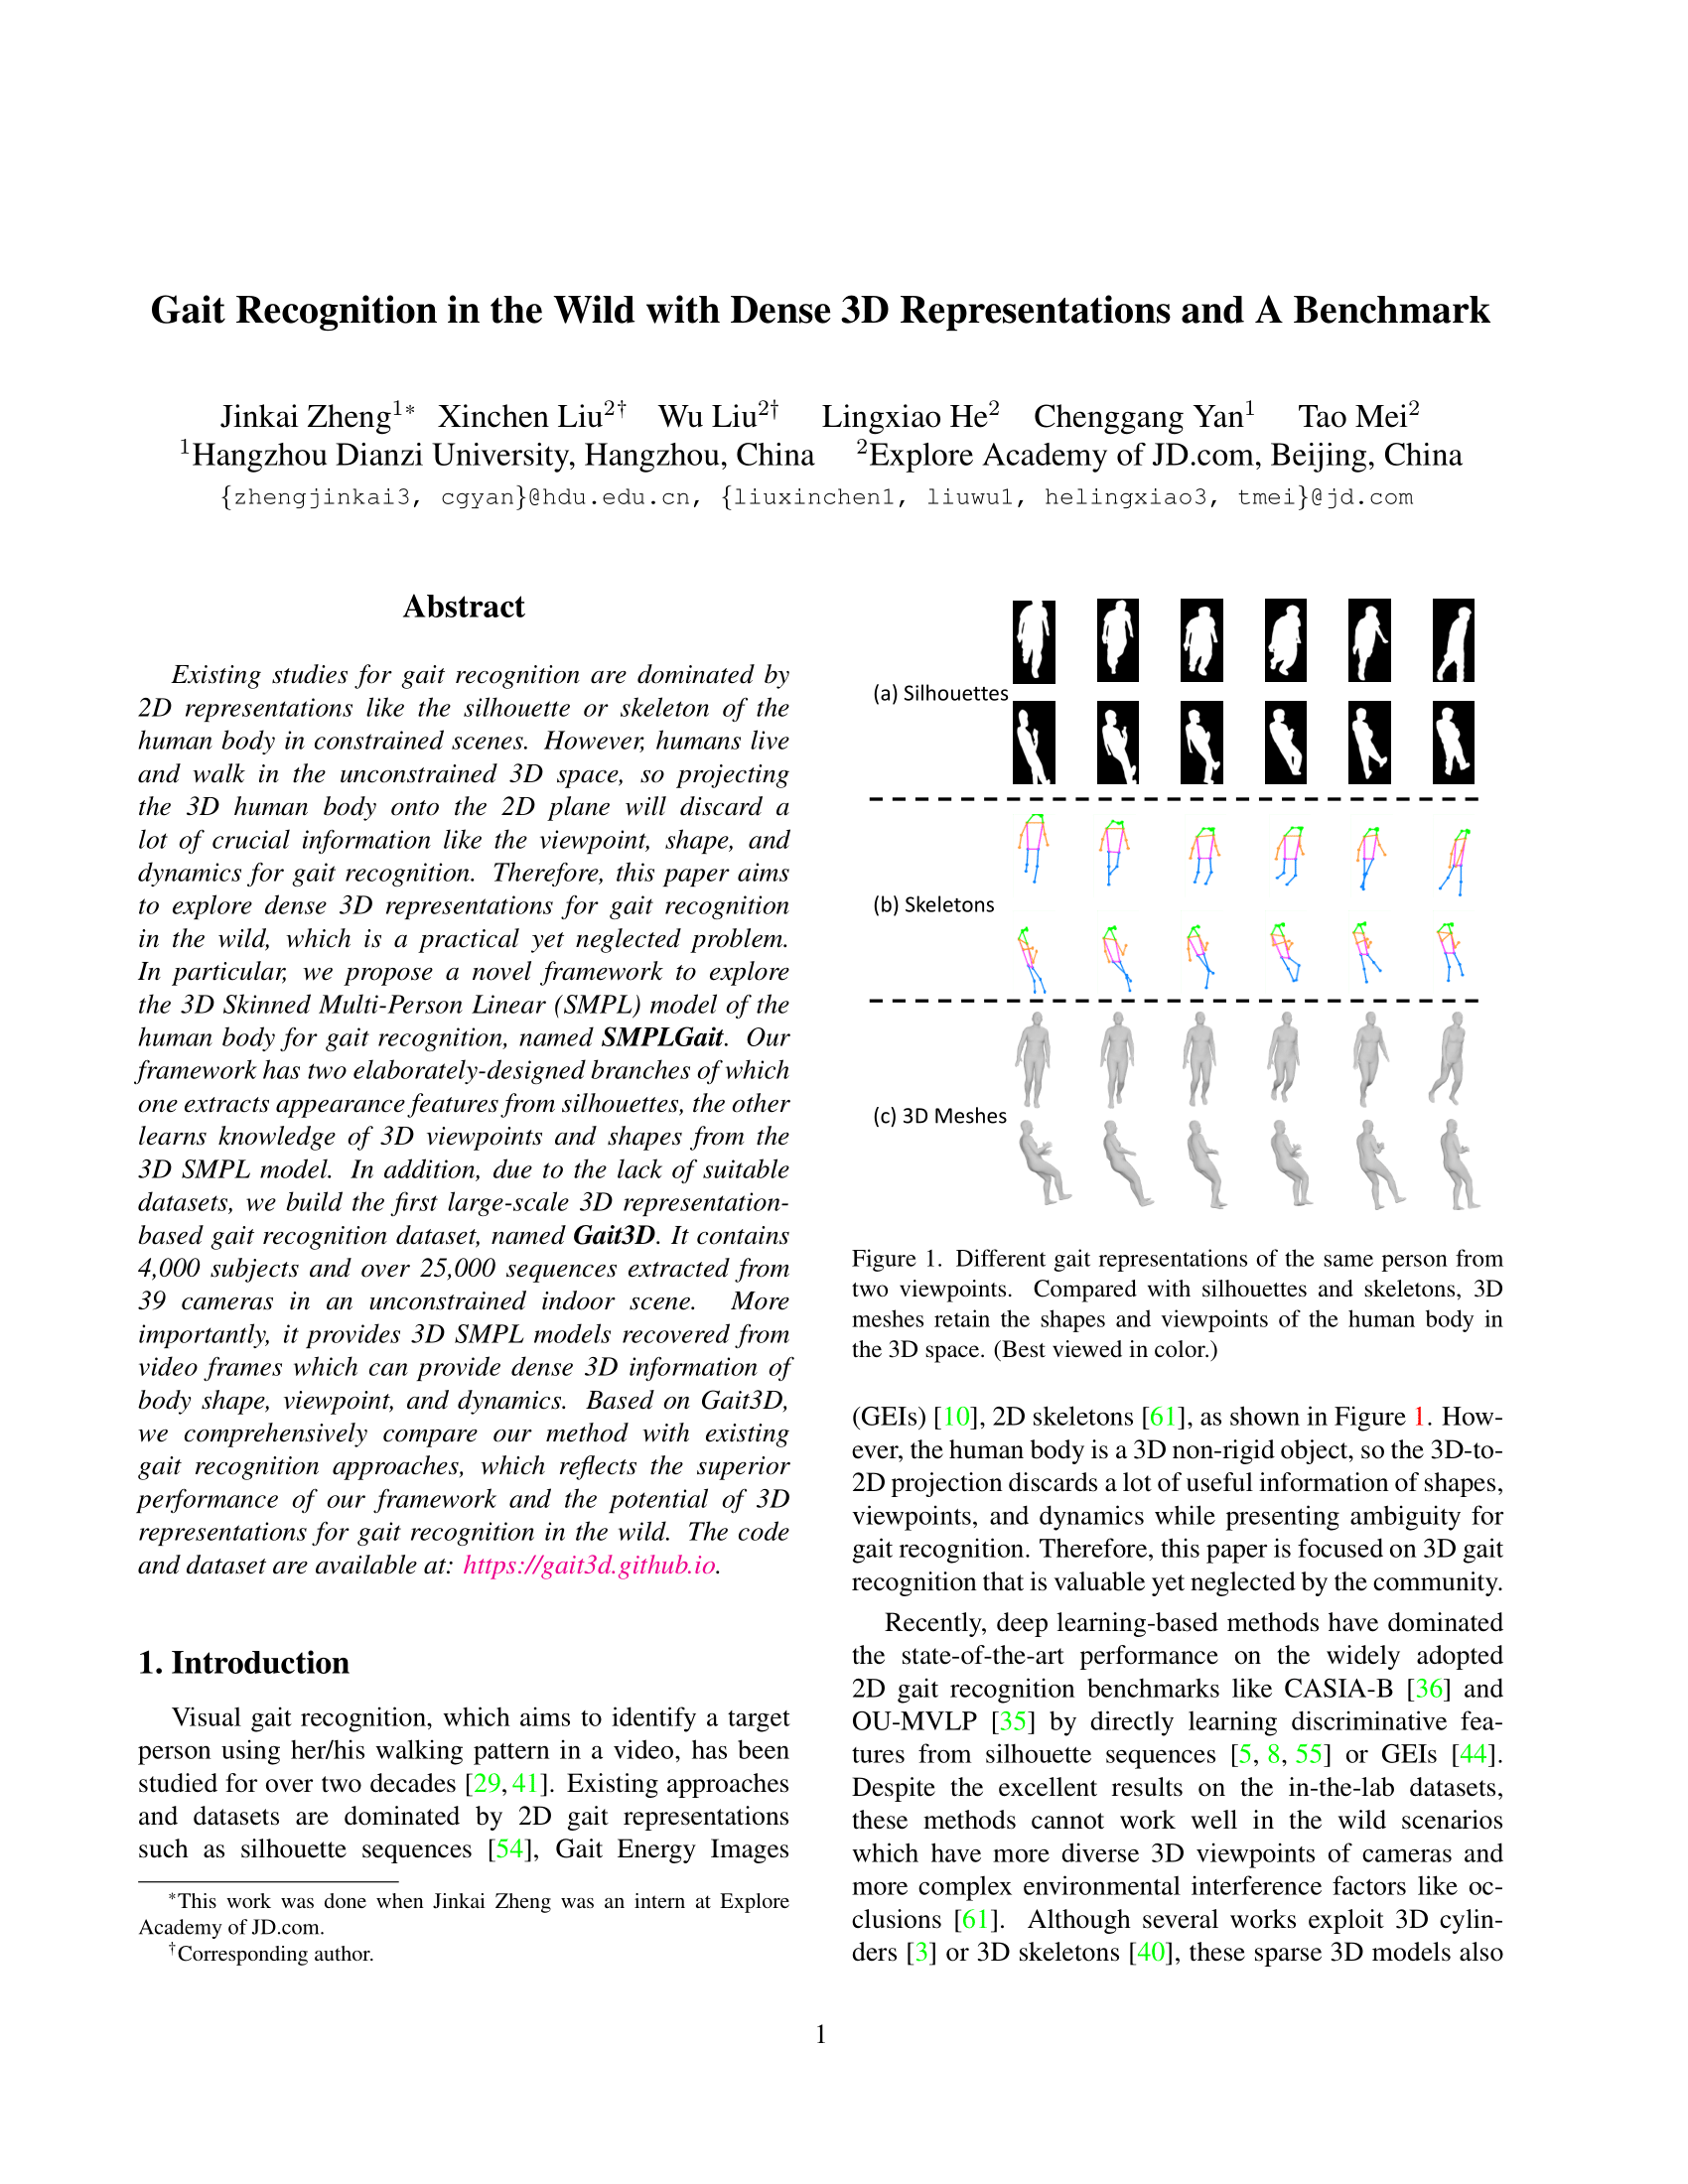 Gait Recognition in the Wild with Dense 3D Representations and A Benchmark
Jinkai Zheng1* Xinchen Liu2† Wu Liu2† Lingxiao He2 Chenggang Yan1 Tao Mei2
1Hangzhou Dianzi University, Hangzhou, China 2Explore Academy of JD.com, Beijing, China
{zhengjinkai3, cgyan}@hdu.edu.cn, {liuxinchen1, liuwu1, helingxiao3, tmei}@jd.com
Abstract
Existing studies for gait recognition are dominated by
2D representations like the silhouette or skeleton of the
human body in constrained scenes. However, humans live
and walk in the unconstrained 3D space, so projecting
the 3D human body onto the 2D plane will discard a
lot of crucial information like the viewpoint, shape, and
dynamics for gait recognition. Therefore, this paper aims
to explore dense 3D representations for gait recognition
in the wild, which is a practical yet neglected problem.
In particular, we propose a novel framework to explore
the 3D Skinned Multi-Person Linear (SMPL) model of the
human body for gait recognition, named SMPLGait. Our
framework has two elaborately-designed branches of which
one extracts appearance features from silhouettes, the other
learns knowledge of 3D viewpoints and shapes from the
3D SMPL model. In addition, due to the lack of suitable
datasets, we build the first large-scale 3D representation-
based gait recognition dataset, named Gait3D. It contains
4,000 subjects and over 25,000 sequences extracted from
39 cameras in an unconstrained indoor scene. More
importantly, it provides 3D SMPL models recovered from
video frames which can provide dense 3D information of
body shape, viewpoint, and dynamics. Based on Gait3D,
we comprehensively compare our method with existing
gait recognition approaches, which reflects the superior
performance of our framework and the potential of 3D
representations for gait recognition in the wild. The code
and dataset are available at: https://gait3d.github.io.
1. Introduction
Visual gait recognition, which aims to identify a target
person using her/his walking pattern in a video, has been
studied for over two decades [29, 41]. Existing approaches
and datasets are dominated by 2D gait representations
such as silhouette sequences [54], Gait Energy Images
*This work was done when Jinkai Zheng was an intern at Explore
Academy of JD.com.
†Corresponding author.
(a) Silhouettes
(b) Skeletons
(c) 3D Meshes
Figure 1. Different gait representations of the same person from
two viewpoints. Compared with silhouettes and skeletons, 3D
meshes retain the shapes and viewpoints of the human body in
the 3D space. (Best viewed in color.)
(GEIs) [10], 2D skeletons [61], as shown in Figure 1. How-
ever, the human body is a 3D non-rigid object, so the 3D-to-
2D projection discards a lot of useful information of shapes,
viewpoints, and dynamics while presenting ambiguity for
gait recognition. Therefore, this paper is focused on 3D gait
recognition that is valuable yet neglected by the community.
Recently, deep learning-based methods have dominated
the state-of-the-art performance on the widely adopted
2D gait recognition benchmarks like CASIA-B [36] and
OU-MVLP [35] by directly learning discriminative fea-
tures from silhouette sequences [5, 8, 55] or GEIs [44].
Despite the excellent results on the in-the-lab datasets,
these methods cannot work well in the wild scenarios
which have more diverse 3D viewpoints of cameras and
more complex environmental interference factors like oc-
clusions [61]. Although several works exploit 3D cylin-
ders [3] or 3D skeletons [40], these sparse 3D models also
1